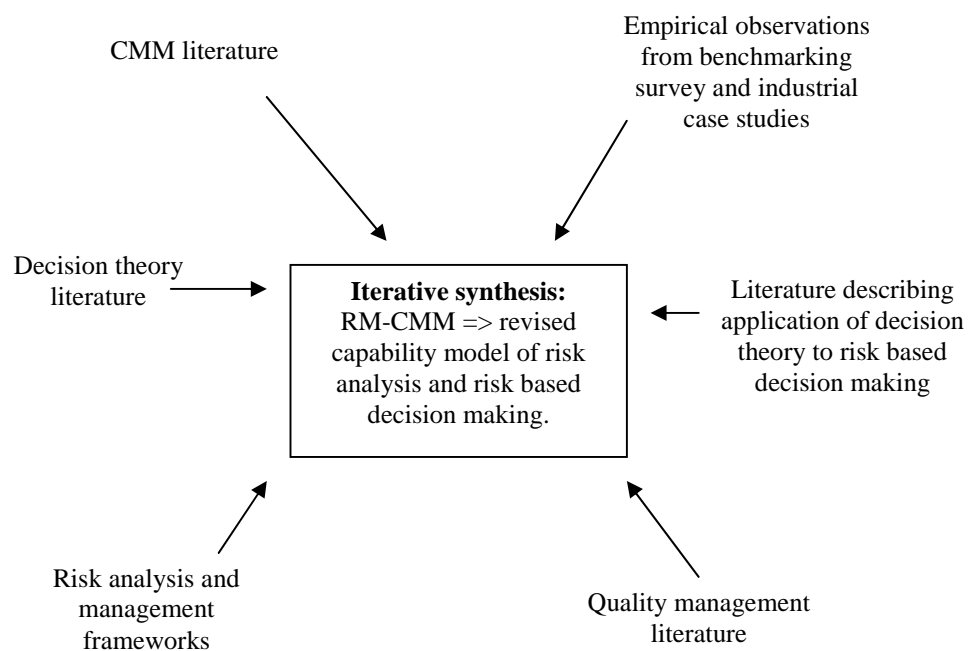 CMM literature
Empirical observations
from benchmarking
survey and industrial
case studies
Decision theory
literature
Iterative synthesis:
RM-CMM => revised
capability model of risk
analysis and risk based
decision making.
Literature describing
application of decision
theory to risk based
decision making
Risk analysis and
management
frameworks
Quality management
literature